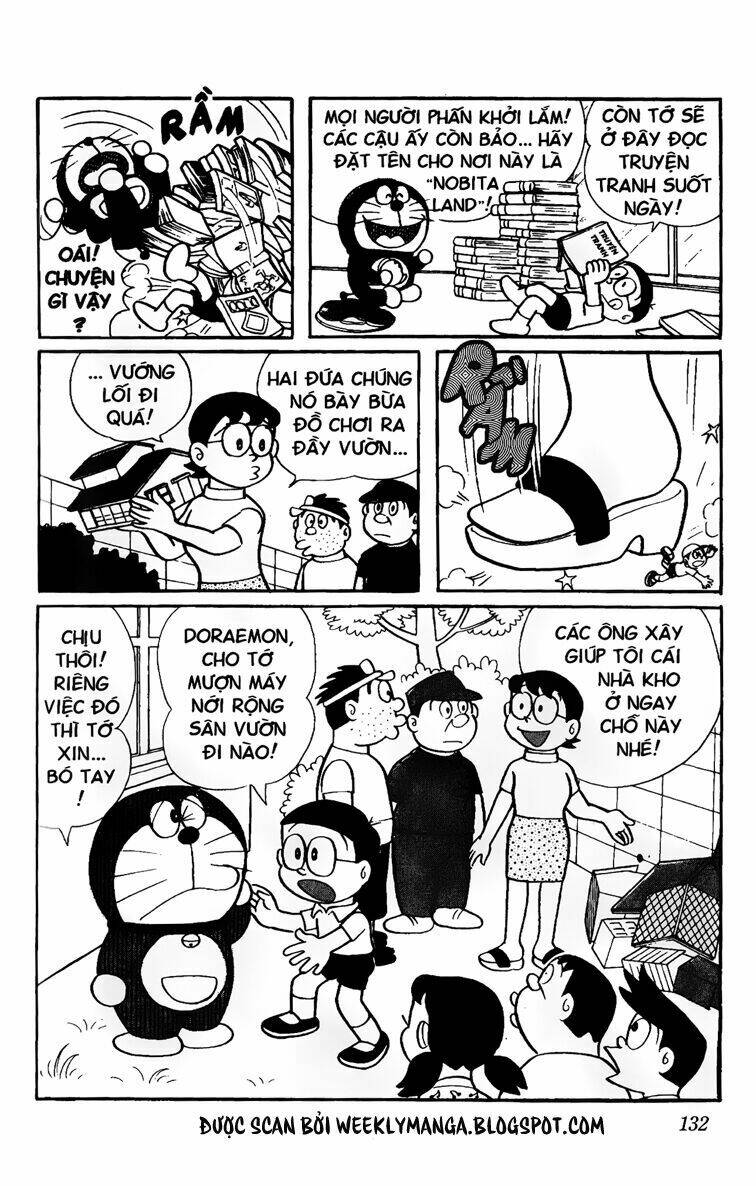 MỌI NGƯỜI PHẤN KHỞI LẮM!
CÁC CẬU ẤY CÒN BẢO... HÃY
ĐẶT TÊN CHO NƠI NÀY LÀ
"NOBITA
LAND"!
CÒN TỚ SẼ
Ở ĐÂY ĐỌC
TRUYỆN
TRANH SUỐT
NGÀY!
TRUYỆN
TRANH
RẦM
OÁI!
CHUYỆN
GÌ VẬY
?
... VƯỚNG
LỐI ĐI
QUÁ!
HAI ĐỨA CHÚNG
NÓ BÀY BỪA
ĐỒ CHƠI RA
ĐẦY VƯỜN...
RẦM
CHỊU
THÔI!
RIÊNG
VIỆC ĐÓ
THÌ TỚ
XIN...
BÓ TAY
!
DORAEMON,
CHO TỚ
MƯỢN MÁY
NỚI RỘNG
SÂN VƯỜN
ĐI NÀO!
CÁC ÔNG XÂY
GIÚP TÔI CÁI
NHÀ KHO
Ở NGAY
CHỖ NÀY
NHÉ!
ĐƯỢC SCAN BỞI WEEKLYMANGA.BLOGSPOT.COM
132